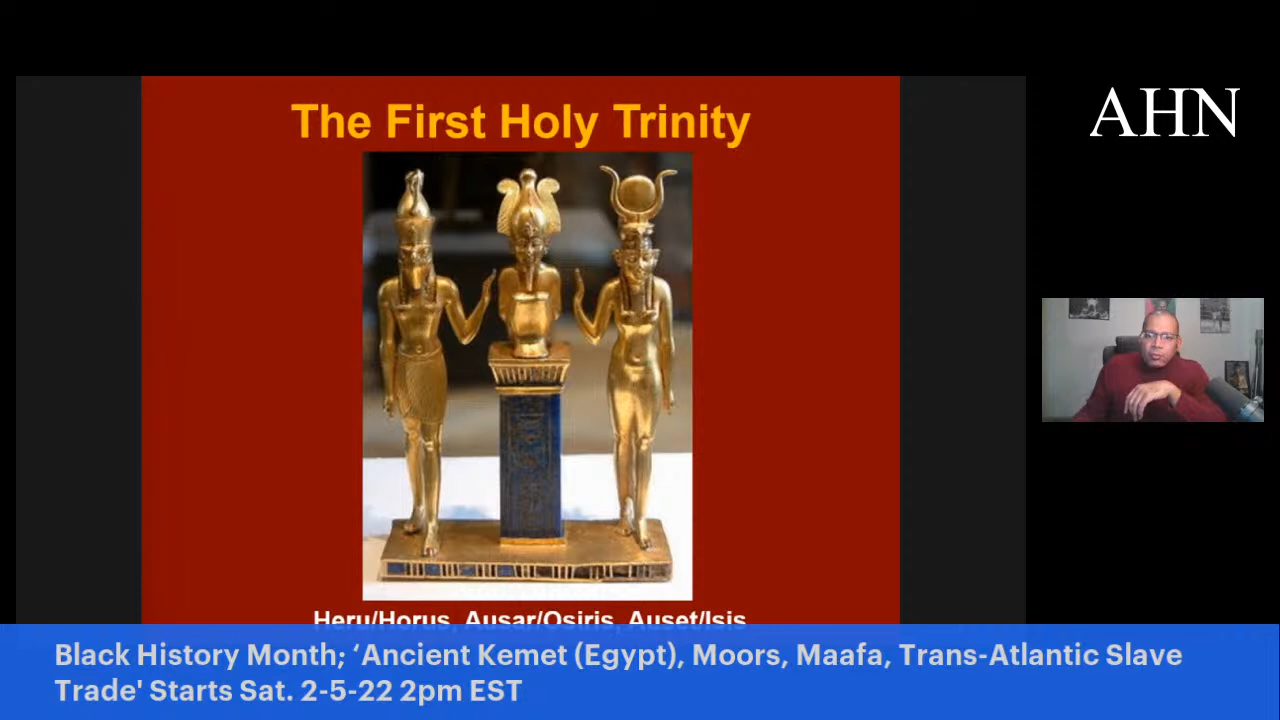 The First Holy Trinity
AHN
Heru/Horus, Ausar/Osiris, Auset/Isis
Black History Month; ‘Ancient Kemet (Egypt), Moors, Maafa, Trans-Atlantic Slave
Trade' Starts Sat. 2-5-22 2pm EST